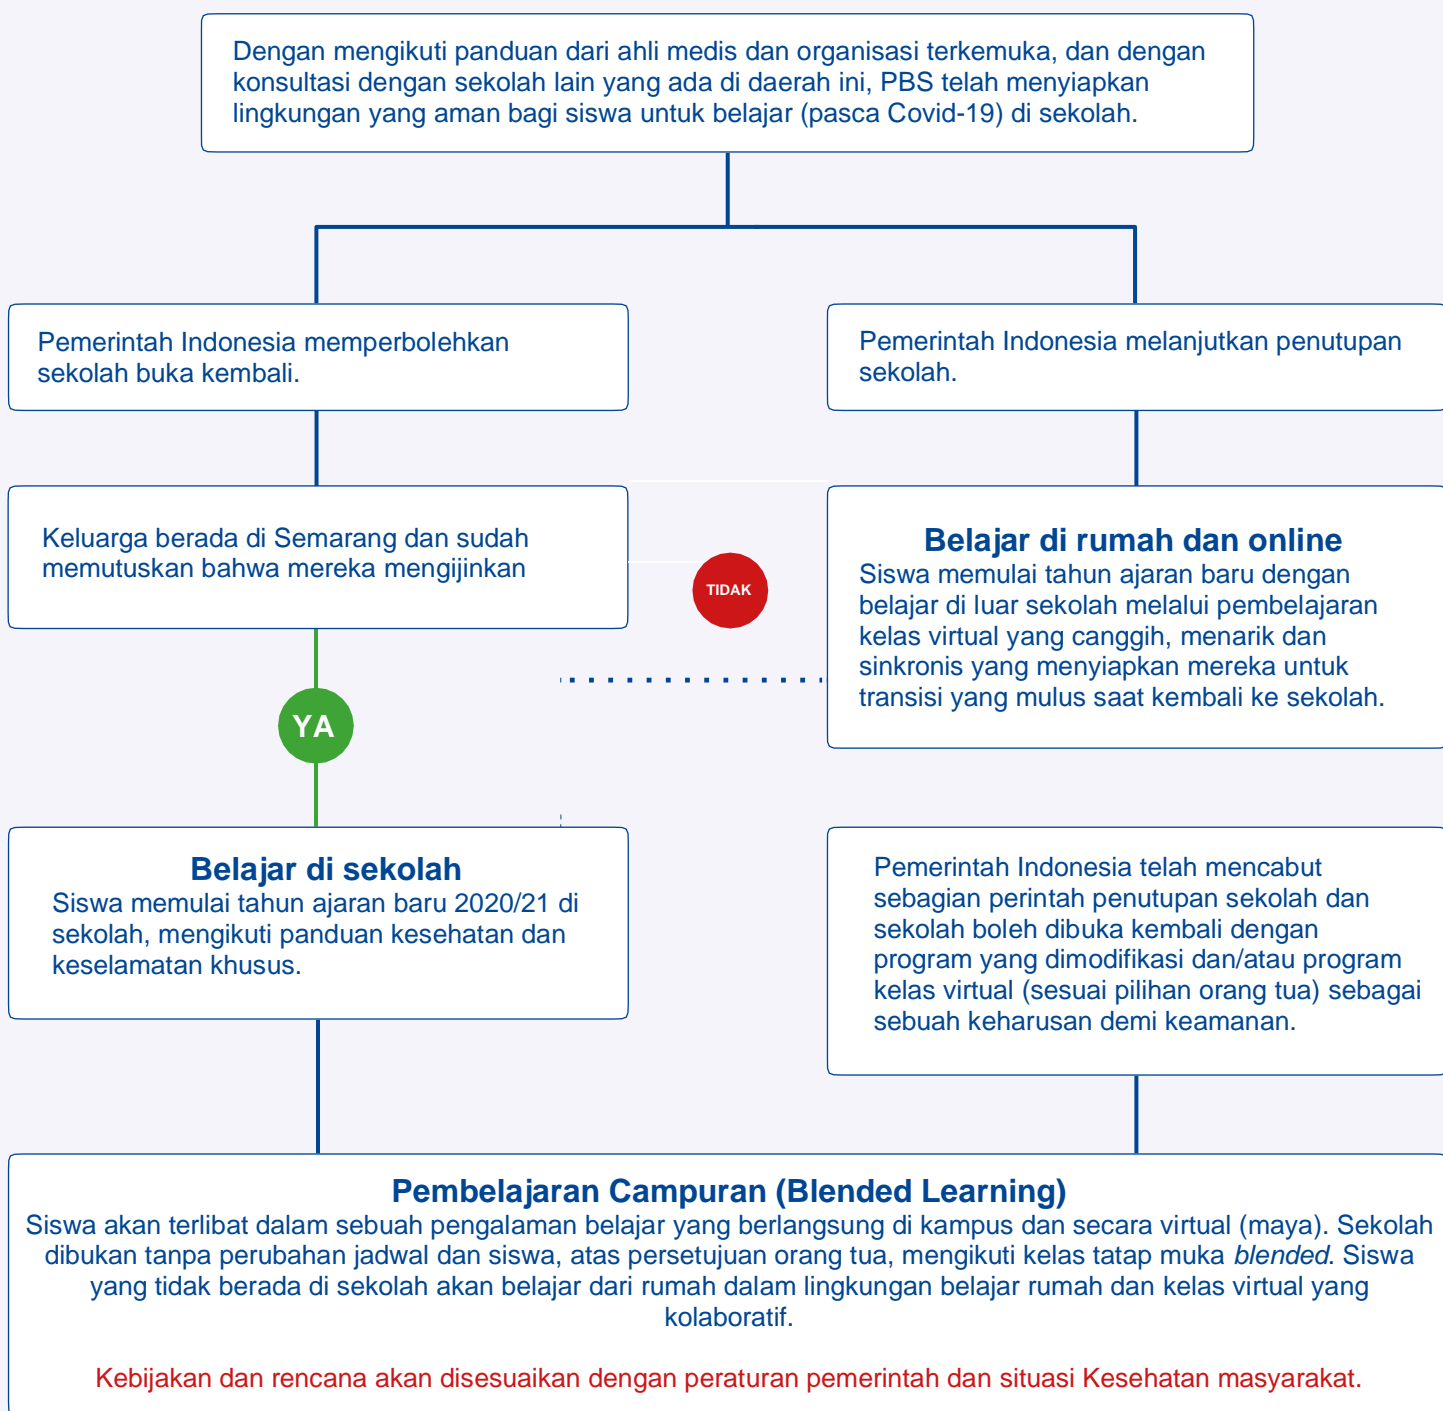 Dengan mengikuti panduan dari ahli medis dan organisasi terkemuka, dan dengan
konsultasi dengan sekolah lain yang ada di daerah ini, PBS telah menyiapkan
lingkungan yang aman bagi siswa untuk belajar (pasca Covid-19) di sekolah.
Pemerintah Indonesia memperbolehkan
sekolah buka kembali.
Pemerintah Indonesia melanjutkan penutupan
sekolah.
Keluarga berada di Semarang dan sudah
memutuskan bahwa mereka mengijinkan
TIDAK
Belajar di rumah dan online
Siswa memulai tahun ajaran baru dengan
belajar di luar sekolah melalui pembelajaran
kelas virtual yang canggih, menarik dan
sinkronis yang menyiapkan mereka untuk
transisi yang mulus saat kembali ke sekolah.
YA
Belajar di sekolah
Siswa memulai tahun ajaran baru 2020/21 di
sekolah, mengikuti panduan kesehatan dan
keselamatan khusus.
Pemerintah Indonesia telah mencabut
sebagian perintah penutupan sekolah dan
sekolah boleh dibuka kembali dengan
program yang dimodifikasi dan/atau program
kelas virtual (sesuai pilihan orang tua) sebagai
sebuah keharusan demi keamanan.
Pembelajaran Campuran (Blended Learning)
Siswa akan terlibat dalam sebuah pengalaman belajar yang berlangsung di kampus dan secara virtual (maya). Sekolah
dibukan tanpa perubahan jadwal dan siswa, atas persetujuan orang tua, mengikuti kelas tatap muka blended. Siswa
yang tidak berada di sekolah akan belajar dari rumah dalam lingkungan belajar rumah dan kelas virtual yang
kolaboratif.
Kebijakan dan rencana akan disesuaikan dengan peraturan pemerintah dan situasi Kesehatan masyarakat.